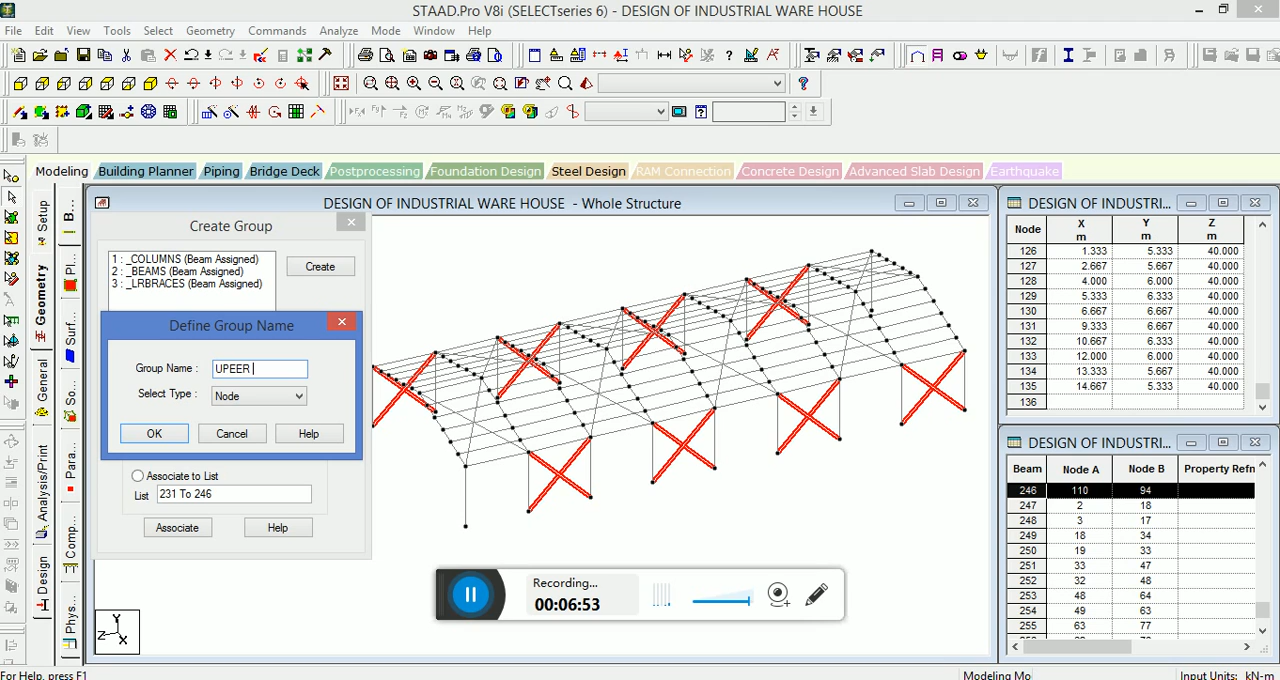 STAAD.Pro V8i (SELECTseries 6) - DESIGN OF INDUSTRIAL WARE HOUSE
File Edit View Tools Select Geometry Commands Analyze Mode Window Help
Modeling Building Planner Piping Bridge Deck Postprocessing Foundation Design Steel Design RAM Connection Concrete Design Advanced Slab Design Earthquake
DESIGN OF INDUSTRIAL WARE HOUSE - Whole Structure
Setup
Geometry
General
Analysis/Print
Design
B...
Pl...
Surf...
So...
Para...
Comp...
Phys...
Create Group
1 : _COLUMNS (Beam Assigned)
2 : _BEAMS (Beam Assigned)
3 : _LRBRACES (Beam Assigned)
Create
Define Group Name
Group Name : UPEER
Select Type : Node
OK Cancel Help
Associate to List
List 231 To 246
Associate Help
Recording...
00:06:53
Y
Z X
DESIGN OF INDUSTRI...
Node X m Y m Z m
126 1.333 5.333 40.000
127 2.667 5.667 40.000
128 4.000 6.000 40.000
129 5.333 6.333 40.000
130 6.667 6.667 40.000
131 9.333 6.667 40.000
132 10.667 6.333 40.000
133 12.000 6.000 40.000
134 13.333 5.667 40.000
135 14.667 5.333 40.000
136
DESIGN OF INDUSTRI...
Beam Node A Node B Property Refn
246 110 94
247 2 18
248 3 17
249 18 34
250 19 33
251 33 47
252 32 48
253 48 64
254 49 63
255 63 77
For Help, press F1
Modeling Mo Input Units: kN-m